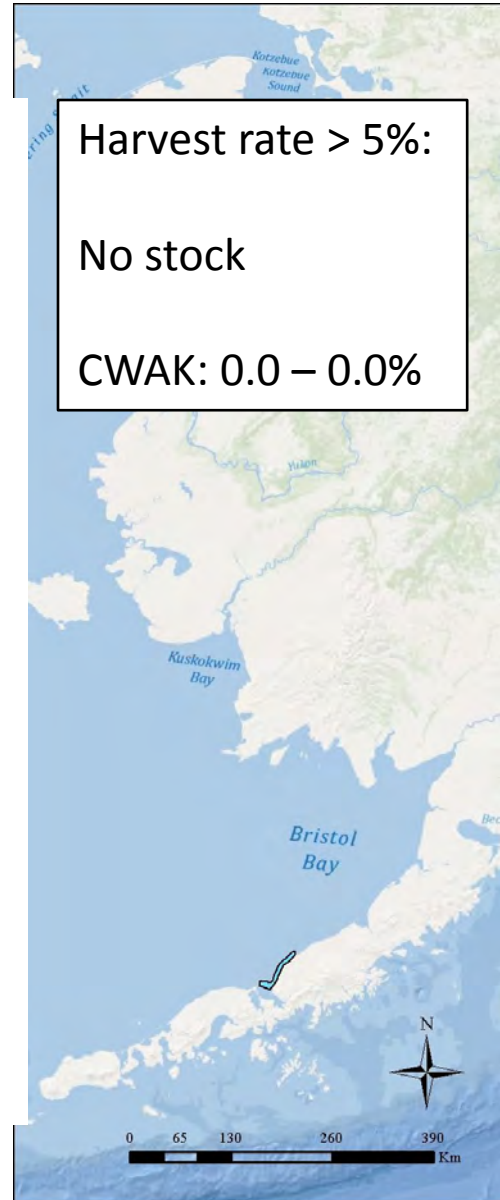 Kotzebue
Kotzebue
Sound
Harvest rate > 5%:
No stock
CWAK: 0.0 – 0.0%
Yukon
Kuskokwim
Bay
Bristol
Bay
N
0 65 130 260 390
Km